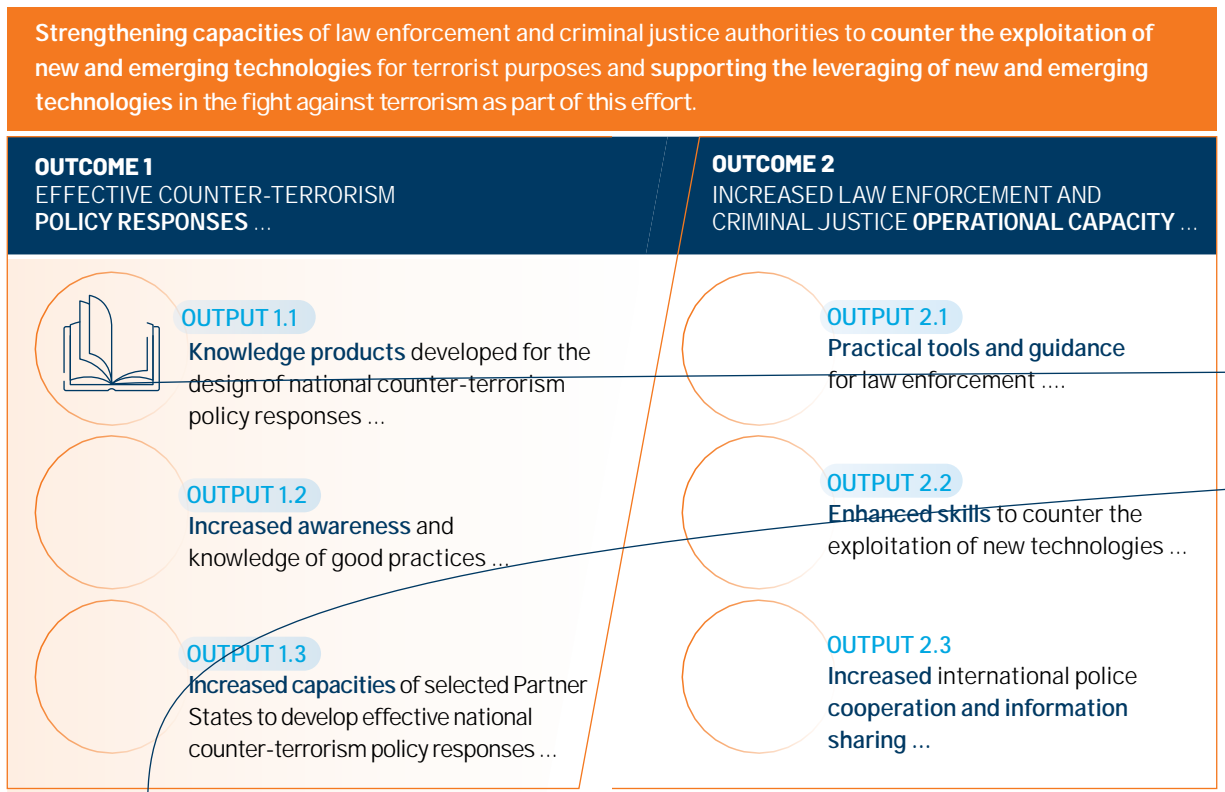 Strengthening capacities of law enforcement and criminal justice authorities to counter the exploitation of
new and emerging technologies for terrorist purposes and supporting the leveraging of new and emerging
technologies in the fight against terrorism as part of this effort.
OUTCOME 1
EFFECTIVE COUNTER-TERRORISM
POLICY RESPONSES ...
OUTPUT 1.1
Knowledge products developed for the
design of national counter-terrorism
policy responses ...
OUTPUT 1.2
Increased awareness and
knowledge of good practices ...
OUTPUT 1.3
Increased capacities of selected Partner
States to develop effective national
counter-terrorism policy responses ...
OUTCOME 2
INCREASED LAW ENFORCEMENT AND
CRIMINAL JUSTICE OPERATIONAL CAPACITY ...
OUTPUT 2.1
Practical tools and guidance
for law enforcement ....
OUTPUT 2.2
Enhanced skills to counter the
exploitation of new technologies ...
OUTPUT 2.3
Increased international police
cooperation and information
sharing ...